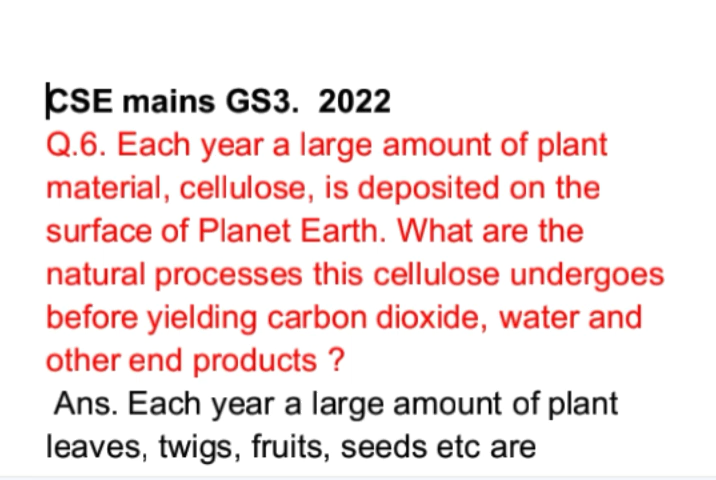 CSE mains GS3.  2022
Q.6. Each year a large amount of plant
material, cellulose, is deposited on the
surface of Planet Earth. What are the
natural processes this cellulose undergoes
before yielding carbon dioxide, water and
other end products ?
Ans. Each year a large amount of plant
leaves, twigs, fruits, seeds etc are